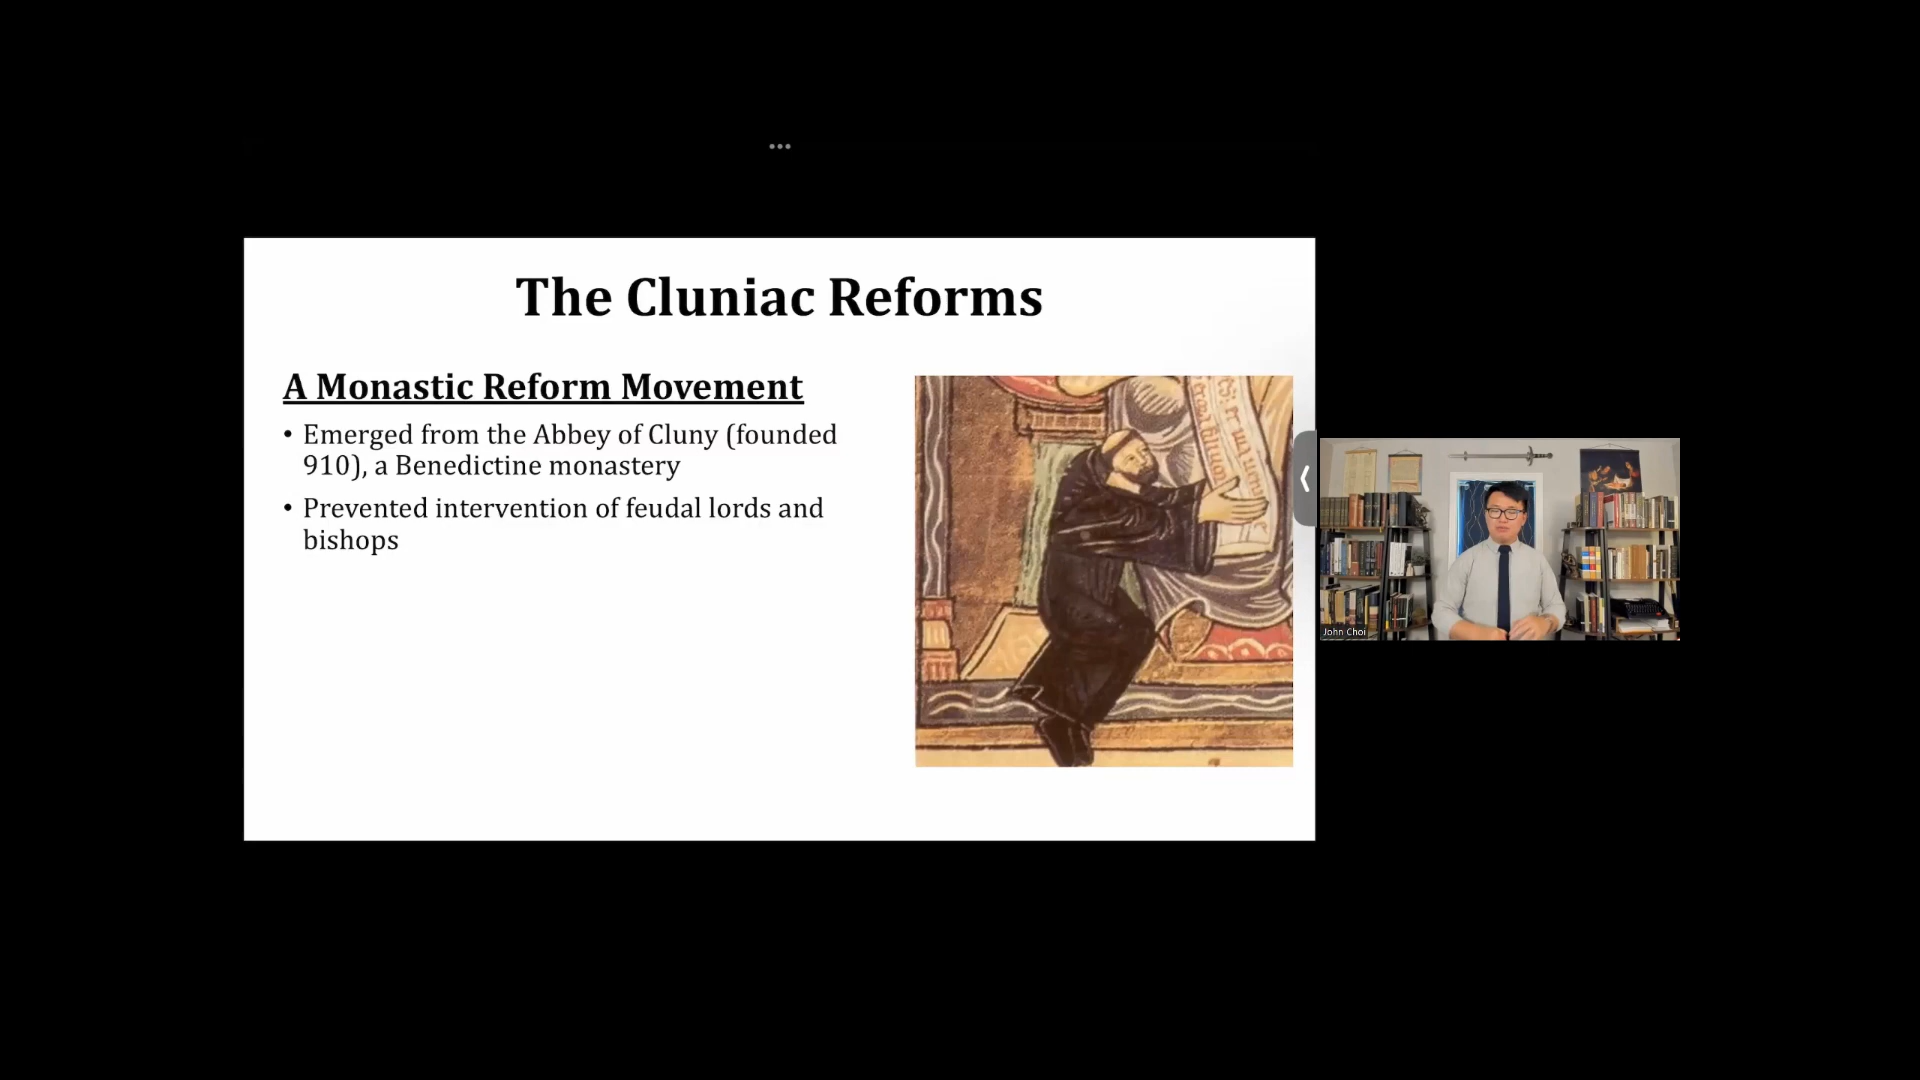 The Cluniac Reforms
A Monastic Reform Movement
• Emerged from the Abbey of Cluny (founded
910), a Benedictine monastery
• Prevented intervention of feudal lords and
bishops
John Choi